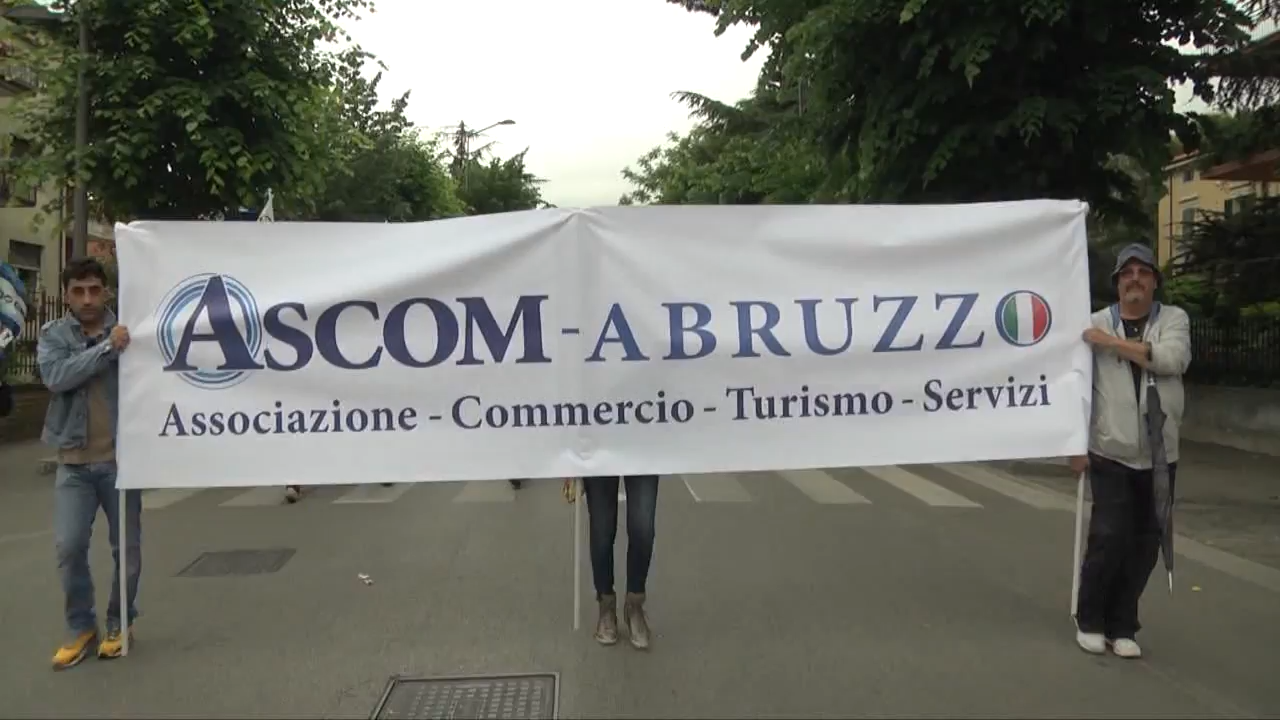 ASCOM - ABRUZZO
Associazione - Commercio - Turismo - Servizi